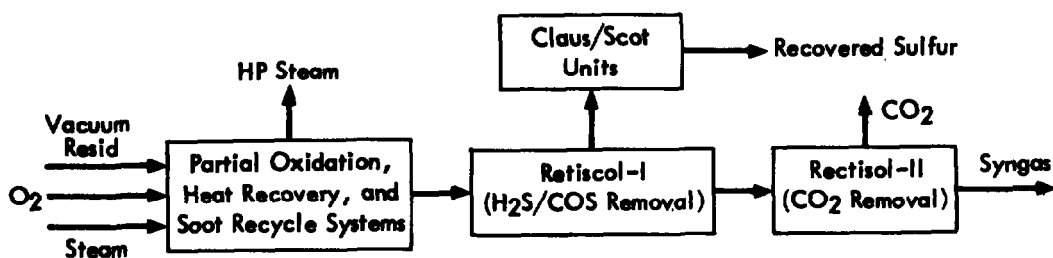 Claus/Scot
Units
Recovered Sulfur
HP Steam
CO2
Vacuum
Resid
O2
Steam
Partial Oxidation,
Heat Recovery, and
Soot Recycle Systems
Retiscol-I
(H2S/COS Removal)
Rectisol-II
(CO2 Removal)
Syngas